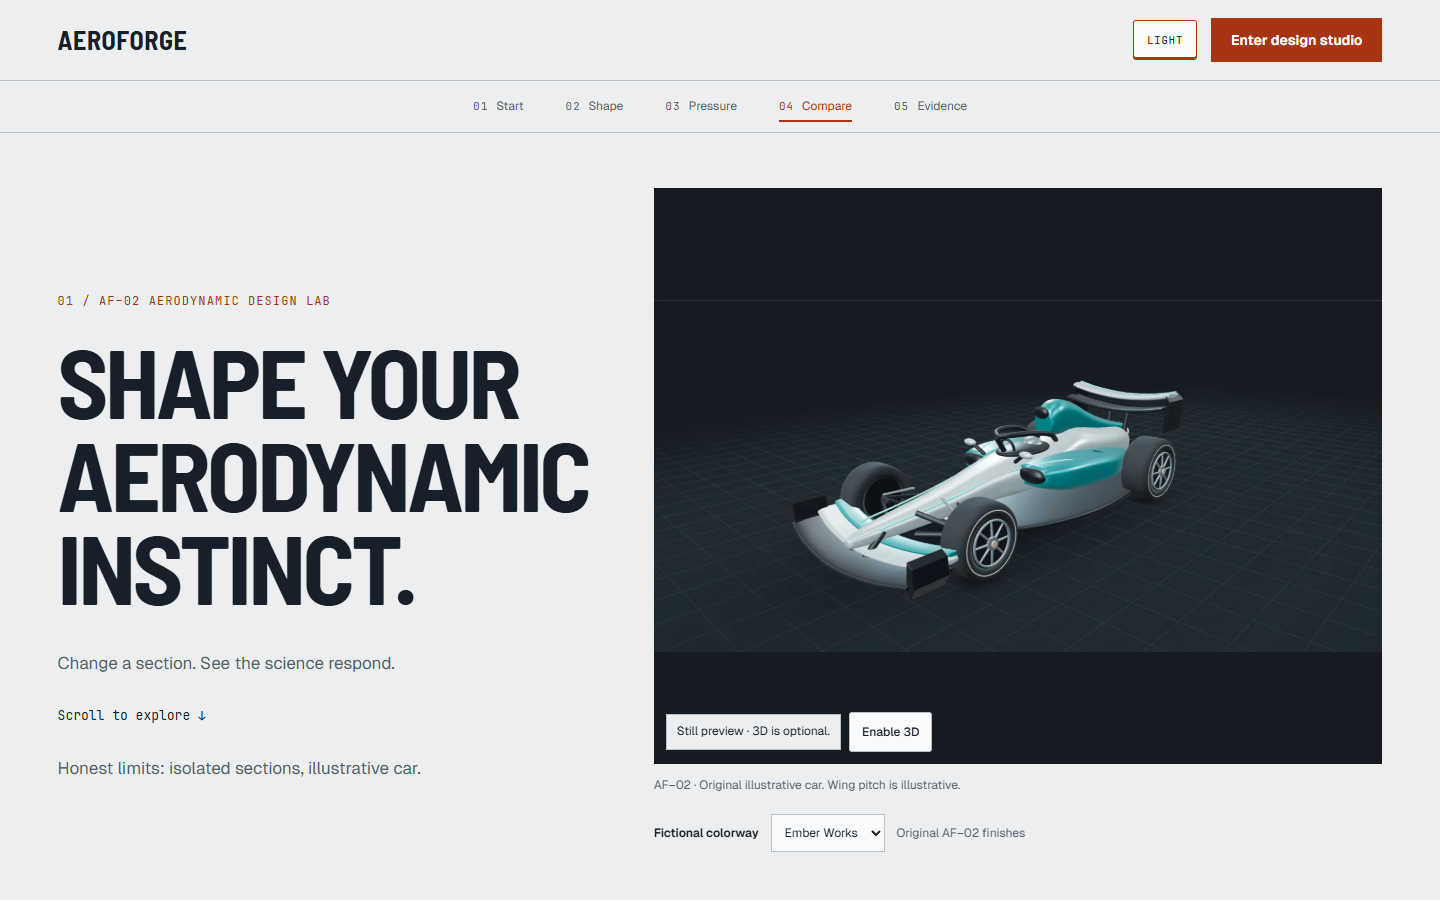 AEROFORGE
LIGHT
Enter design studio
01 Start
02 Shape
03 Pressure
04 Compare
05 Evidence
01 / AF-02 AERODYNAMIC DESIGN LAB
SHAPE YOUR
AERODYNAMIC
INSTINCT.
Change a section. See the science respond.
Scroll to explore ↓
Honest limits: isolated sections, illustrative car.
Still preview · 3D is optional.
Enable 3D
AF-02 · Original illustrative car. Wing pitch is illustrative.
Fictional colorway
Ember Works
Original AF-02 finishes